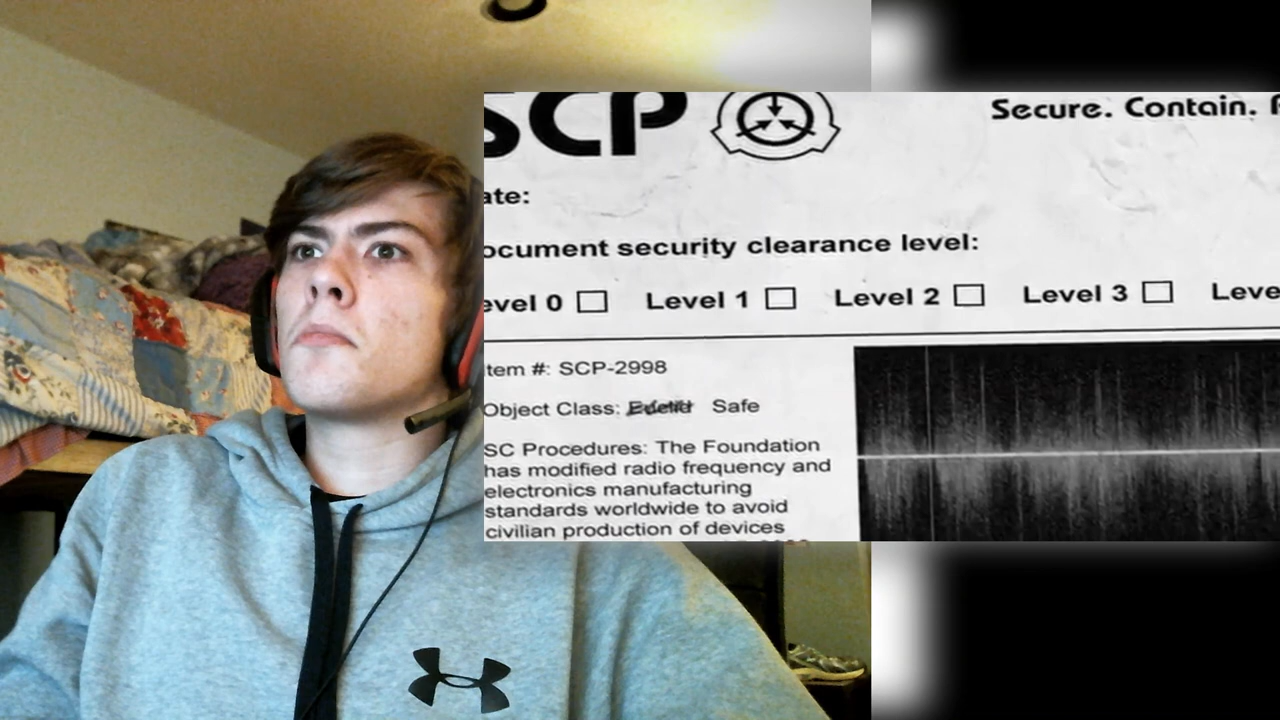 SCP
Secure. Contain.
ate:
ocument security clearance level:
evel 0 Level 1 Level 2 Level 3 Leve
tem #: SCP-2998
Object Class: Euclid Safe
SC Procedures: The Foundation
has modified radio frequency and
electronics manufacturing
standards worldwide to avoid
civilian production of devices